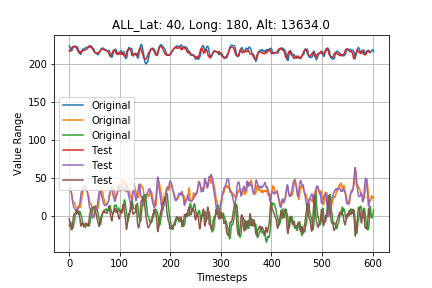 ALL_Lat: 40, Long: 180, Alt: 13634.0
Value Range
200
150
100
50
0
Original
Original
Original
Test
Test
Test
0
100
200
300
400
500
600
Timesteps